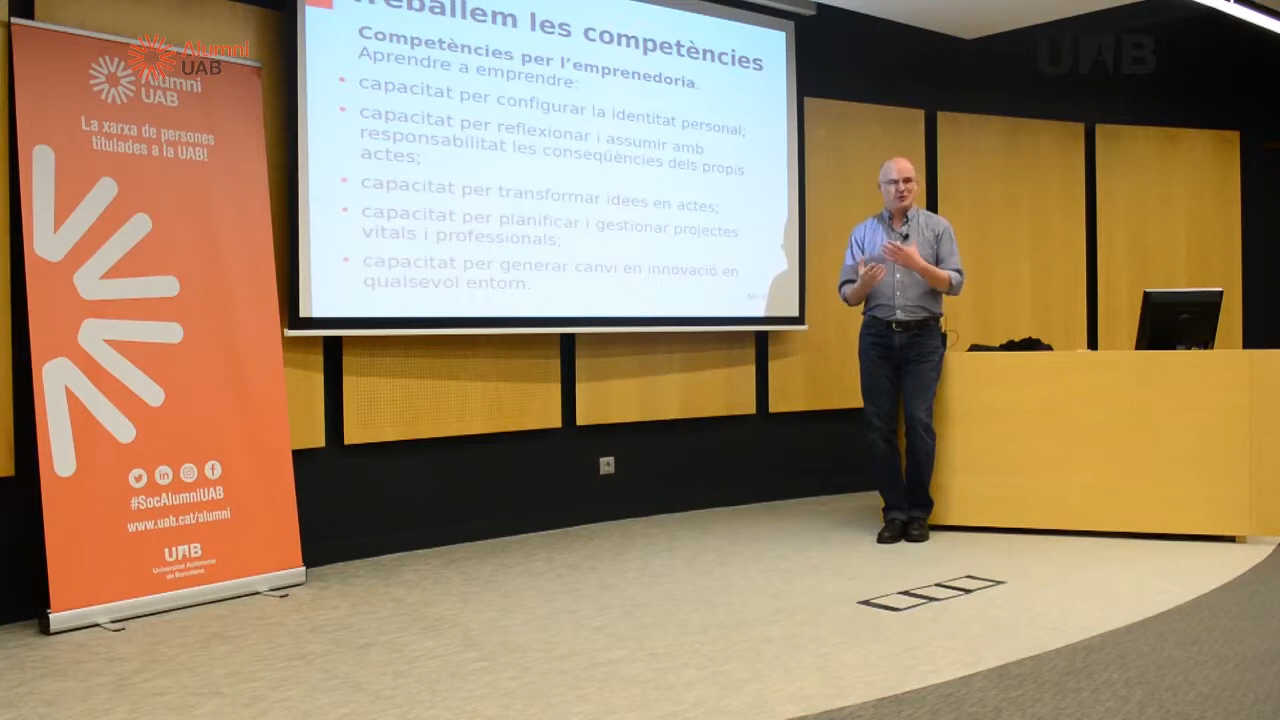 Alumni
UAB
Alumni
UAB
La xarxa de persones
titulades a la UAB!
#SocAlumniUAB
www.uab.cat/alumni
UAB
Universitat Autònoma
de Barcelona
Treballem les competències
Competències per l’emprenedoria.
Aprendre a emprendre:
capacitat per configurar la identitat personal;
capacitat per reflexionar i assumir amb
responsabilitat les conseqüències dels propis
actes;
capacitat per transformar idees en actes;
capacitat per planificar i gestionar projectes
vitals i professionals;
capacitat per generar canvi en innovació en
qualsevol entorn.
UAB